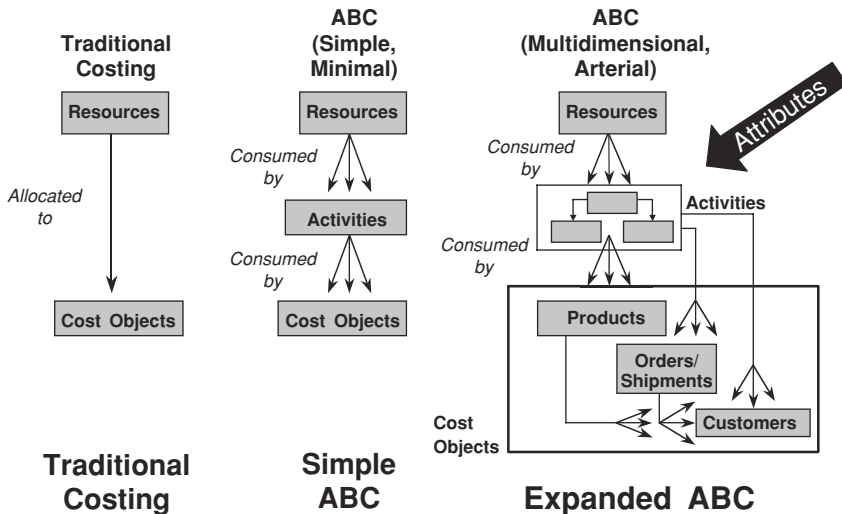 Traditional
Costing
Resources
Allocated
to
Cost Objects
Traditional
Costing
ABC
(Simple,
Minimal)
Resources
Consumed
by
Activities
Consumed
by
Cost Objects
Simple
ABC
ABC
(Multidimensional,
Arterial)
Attributes
Resources
Consumed
by
Activities
Consumed
by
Products
Orders/
Shipments
Customers
Cost
Objects
Expanded ABC